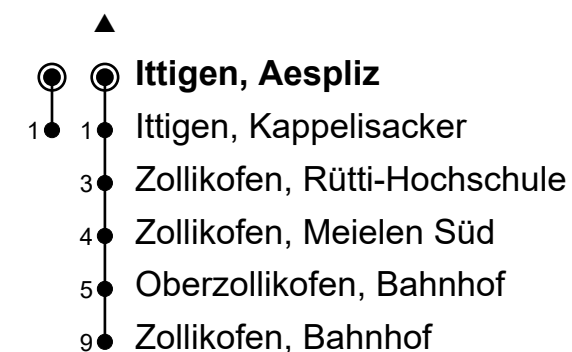 Ittigen, Aespliz
1 1 Ittigen, Kappelisacker
3 Zollikofen, Rütti-Hochschule
4 Zollikofen, Meielen Süd
5 Oberzollikofen, Bahnhof
9 Zollikofen, Bahnhof